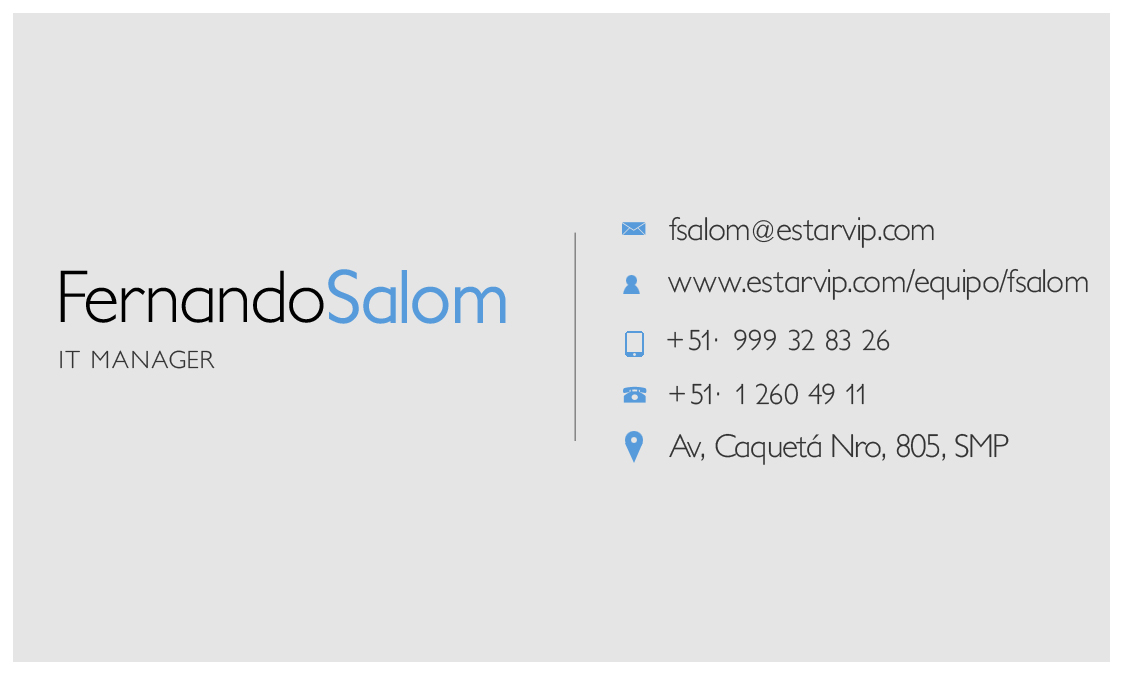 FernandoSalom
IT MANAGER
fsalom@estarvip.com
www.estarvip.com/equipo/fsalom
+51· 999 32 83 26
+51· 1 260 49 11
Av, Caquetá Nro, 805, SMP